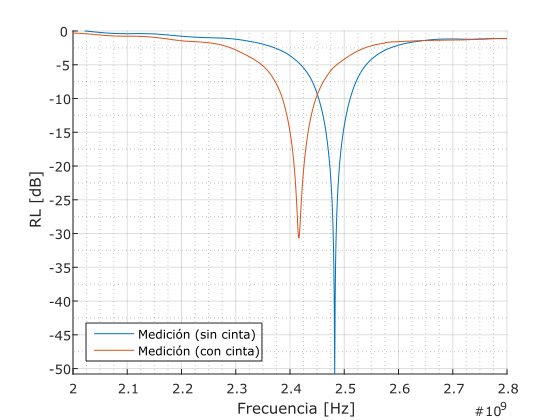 0
-5
-10
-15
-20
-25
-30
-35
-40
-45
-50
RL [dB]
Medición (sin cinta)
Medición (con cinta)
2 2.1 2.2 2.3 2.4 2.5 2.6 2.7 2.8
Frecuencia [Hz]
#10⁹